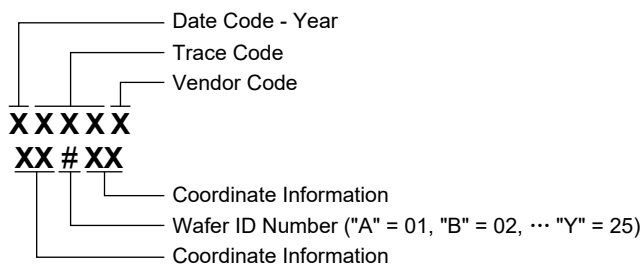 Date Code - Year
Trace Code
Vendor Code
XXXXX
XX # XX
Coordinate Information
Wafer ID Number ("A" = 01, "B" = 02, ··· "Y" = 25)
Coordinate Information